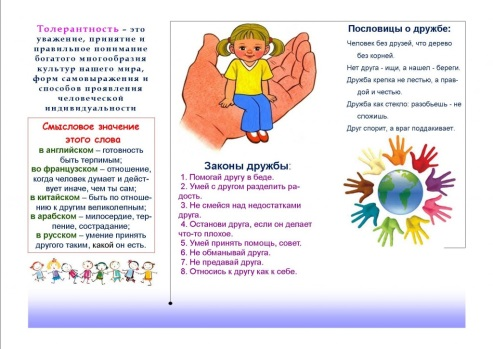 Толерантность – это
уважение, принятие и
правильное понимание
богатого многообразия
культур нашего мира,
форм самовыражения и
способов проявления
человеческой
индивидуальности
Смысловое значение
этого слова
в английском – готовность
быть терпимым;
во французском – отношение,
когда человек думает и дейст-
вует иначе, чем ты сам;
в китайском – быть по отноше-
нию к другим великолепным;
в арабском – милосердие, тер-
пение, сострадание;
в русском – умение принять
другого таким, какой он есть.
Законы дружбы:
1. Помогай другу в беде.
2. Умей с другом разделить ра-
дость.
3. Не смейся над недостатками
друга.
4. Останови друга, если он делает
что-то плохое.
5. Умей принять помощь, совет.
6. Не обманывай друга.
7. Не предавай друга.
8. Относись к другу как к себе.
Пословицы о дружбе:
Человек без друзей, что дерево
без корней.
Нет друга - ищи, а нашел - береги.
Дружба крепка не лестью, а прав-
дой и честью.
Дружба как стекло: разобьешь - не
сложишь.
Друг спорит, а враг поддакивает.